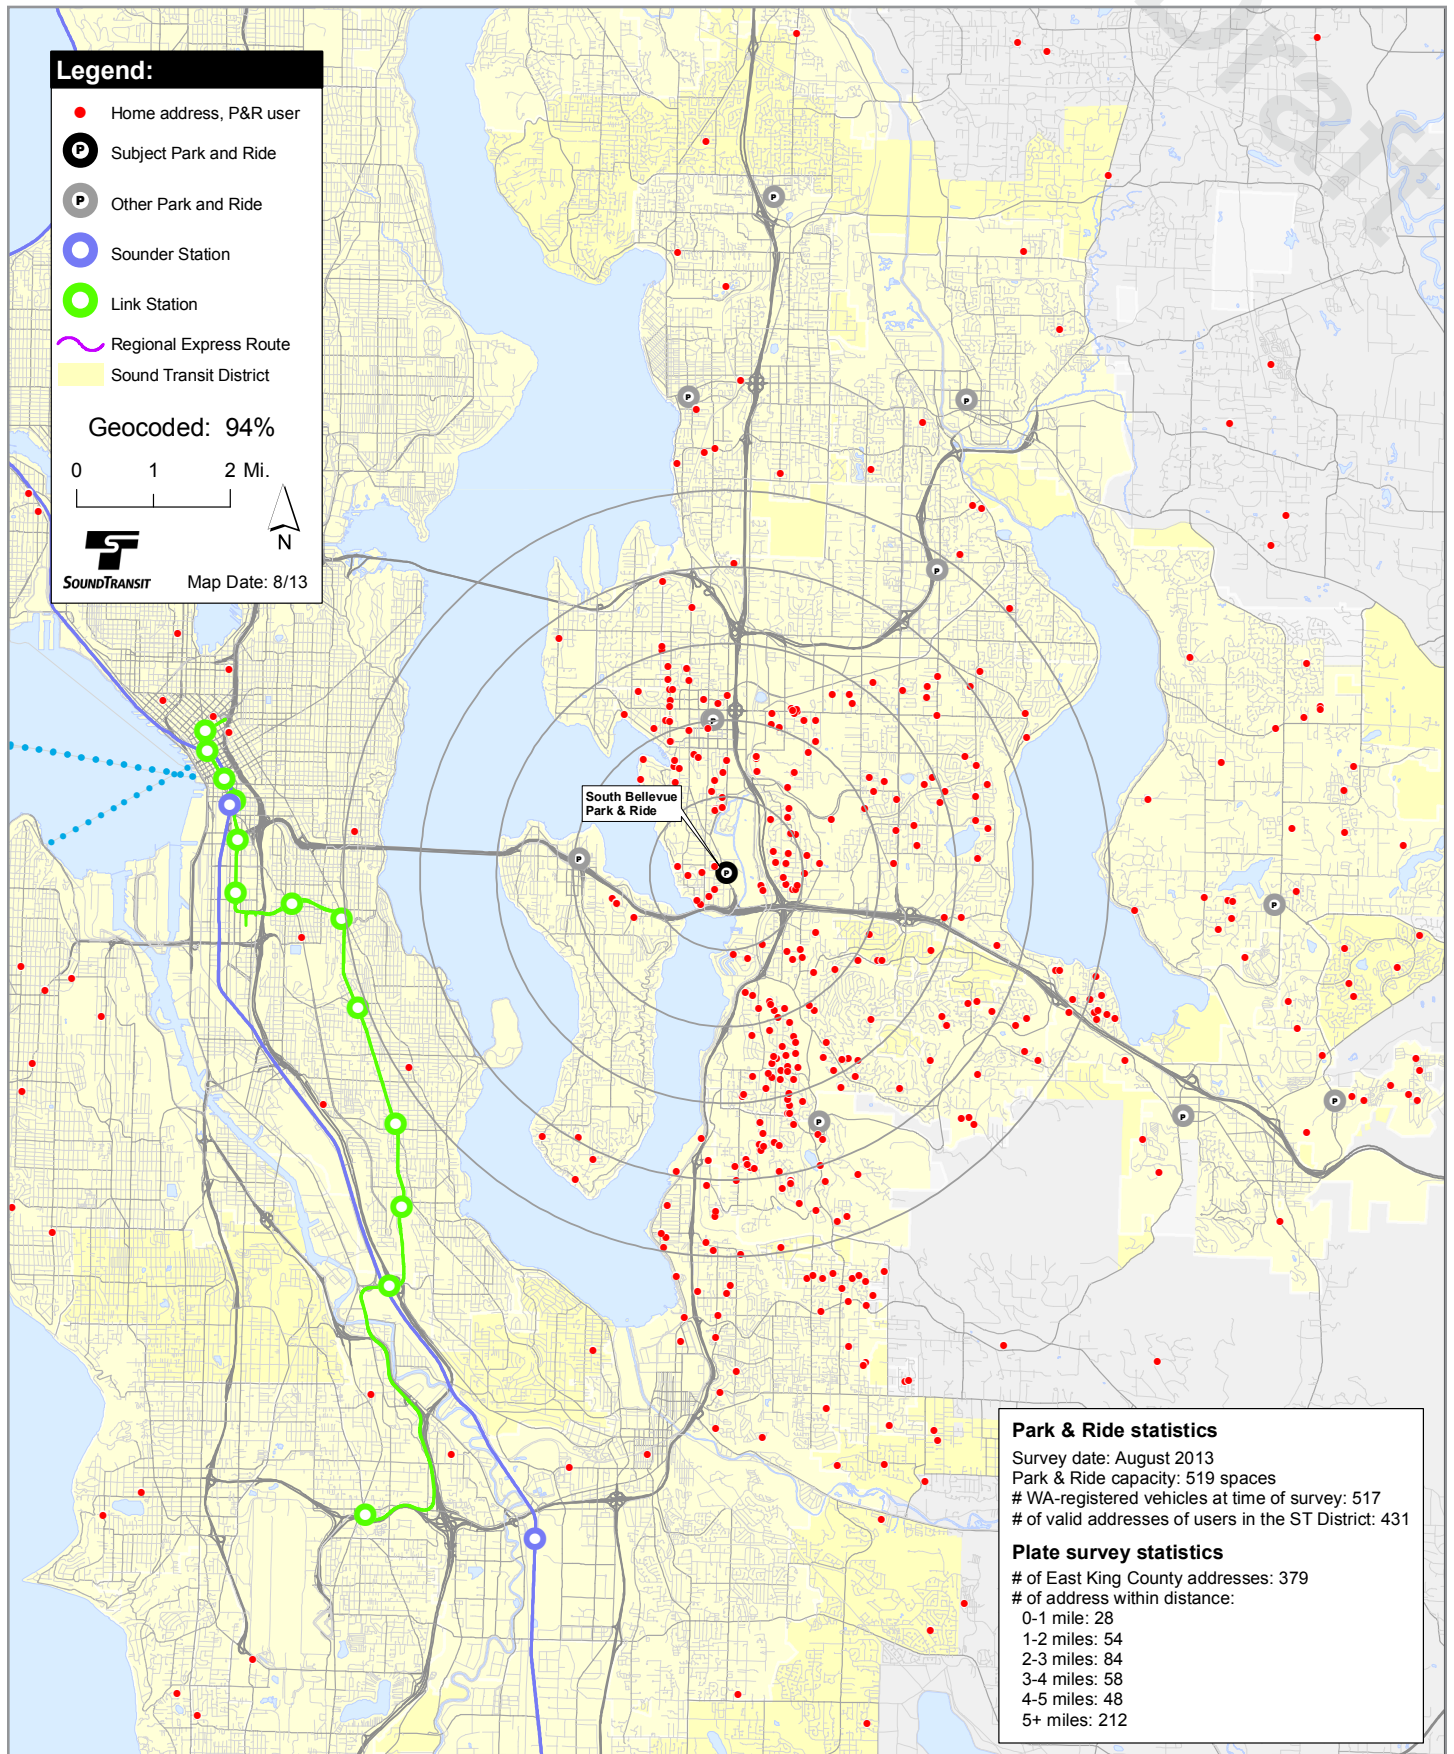 Draft
Legend:
Home address, P&R user
P Subject Park and Ride
P Other Park and Ride
Sounder Station
Link Station
Regional Express Route
Sound Transit District
Geocoded: 94%
0 1 2 Mi.
N
SOUNDTRANSIT
Map Date: 8/13
P
P
P
P
P
South Bellevue
Park & Ride
P
P
P
P
P
P
Park & Ride statistics
Survey date: August 2013
Park & Ride capacity: 519 spaces
# WA-registered vehicles at time of survey: 517
# of valid addresses of users in the ST District: 431
Plate survey statistics
# of East King County addresses: 379
# of address within distance:
0-1 mile: 28
1-2 miles: 54
2-3 miles: 84
3-4 miles: 58
4-5 miles: 48
5+ miles: 212